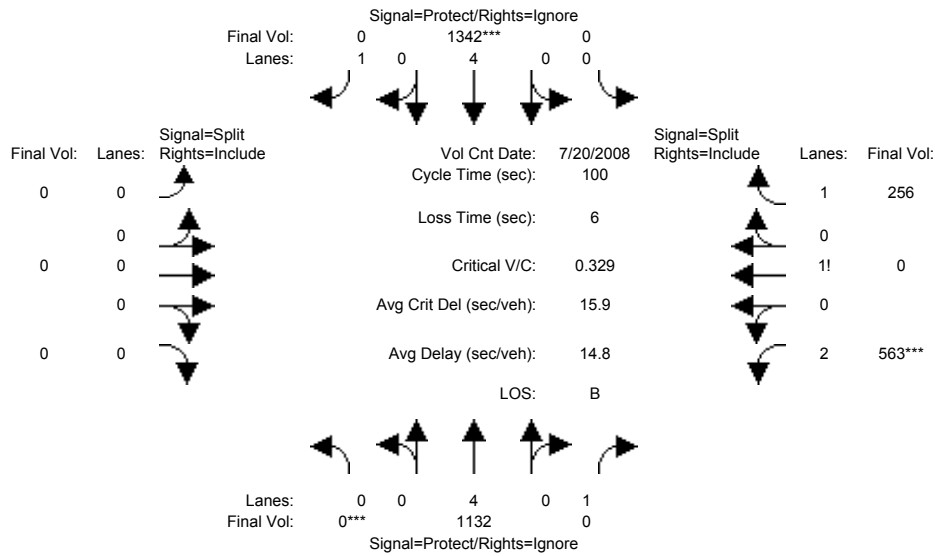 Signal=Protect/Rights=Ignore
Final Vol: 0 1342*** 0
Lanes: 1 0 4 0 0
Signal=Split
Final Vol: Lanes: Rights=Include
Vol Cnt Date: 7/20/2008
Signal=Split
Rights=Include Lanes: Final Vol:
Cycle Time (sec): 100
0 0 1 256
Loss Time (sec): 6
0 0
0 0 Critical V/C: 0.329 1! 0
0 Avg Crit Del (sec/veh): 15.9 0
0 0 Avg Delay (sec/veh): 14.8 2 563***
LOS: B
Lanes: 0 0 4 0 1
Final Vol: 0*** 1132 0
Signal=Protect/Rights=Ignore